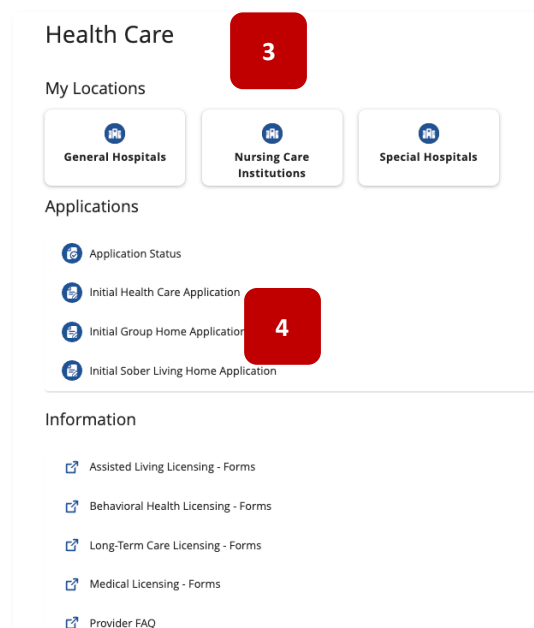 Health Care
3
My Locations
General Hospitals
Nursing Care
Institutions
Special Hospitals
Applications
Application Status
Initial Health Care Application
Initial Group Home Application
4
Initial Sober Living Home Application
Information
Assisted Living Licensing - Forms
Behavioral Health Licensing - Forms
Long-Term Care Licensing - Forms
Medical Licensing - Forms
Provider FAQ